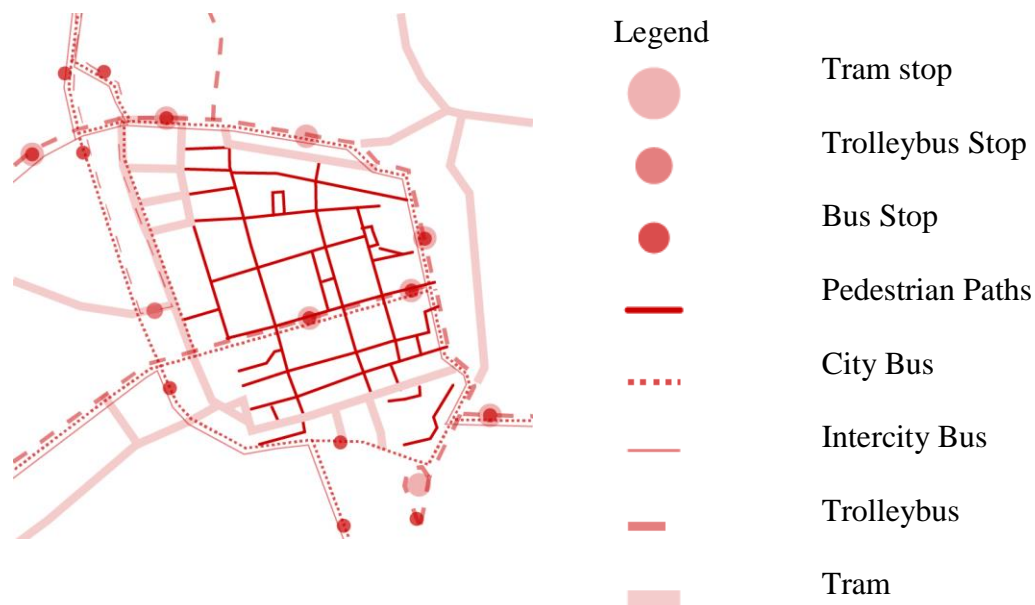 Legend
Tram stop
Trolleybus Stop
Bus Stop
Pedestrian Paths
City Bus
Intercity Bus
Trolleybus
Tram